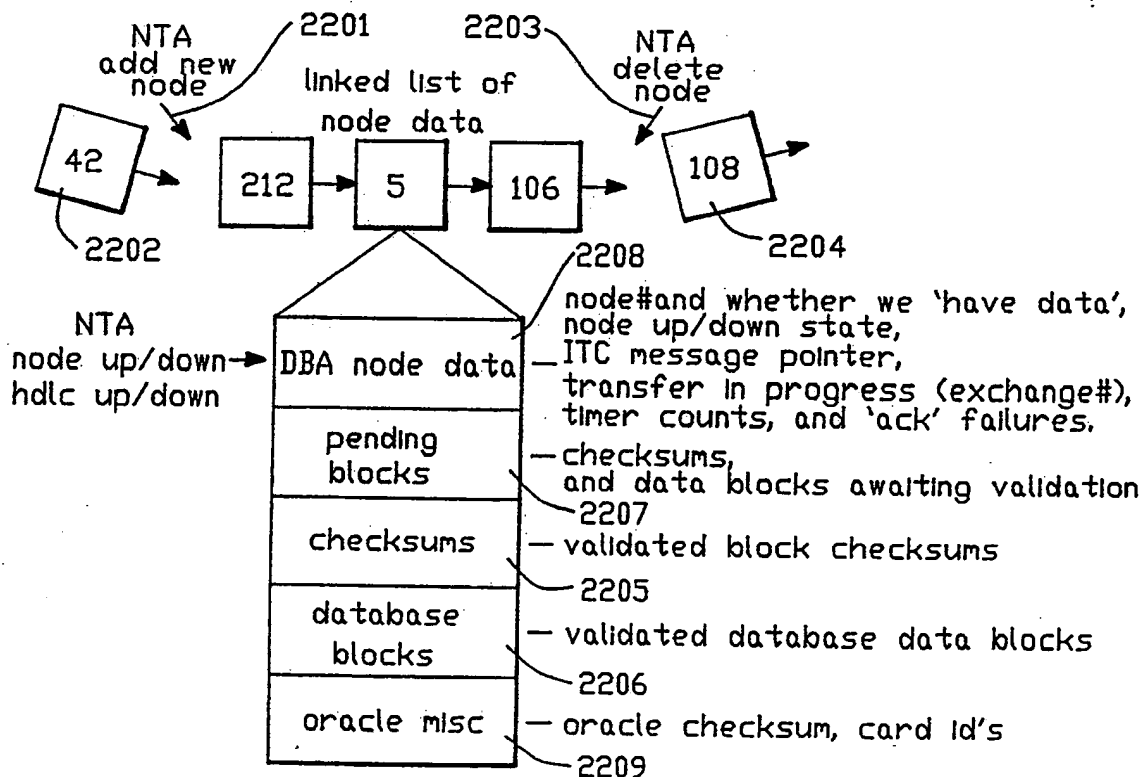 NTA
add new
node
2201
linked list of
node data
2203
NTA
delete
node
42
212
5
106
108
2202
2204
2208
NTA
node up/down
hdlc up/down
DBA node data
node#and whether we 'have data',
node up/down state,
ITC message pointer,
transfer in progress (exchange#),
timer counts, and 'ack' failures.
pending
blocks
checksums,
and data blocks awaiting validation
2207
checksums
validated block checksums
2205
database
blocks
validated database data blocks
2206
oracle misc
oracle checksum, card id's
2209